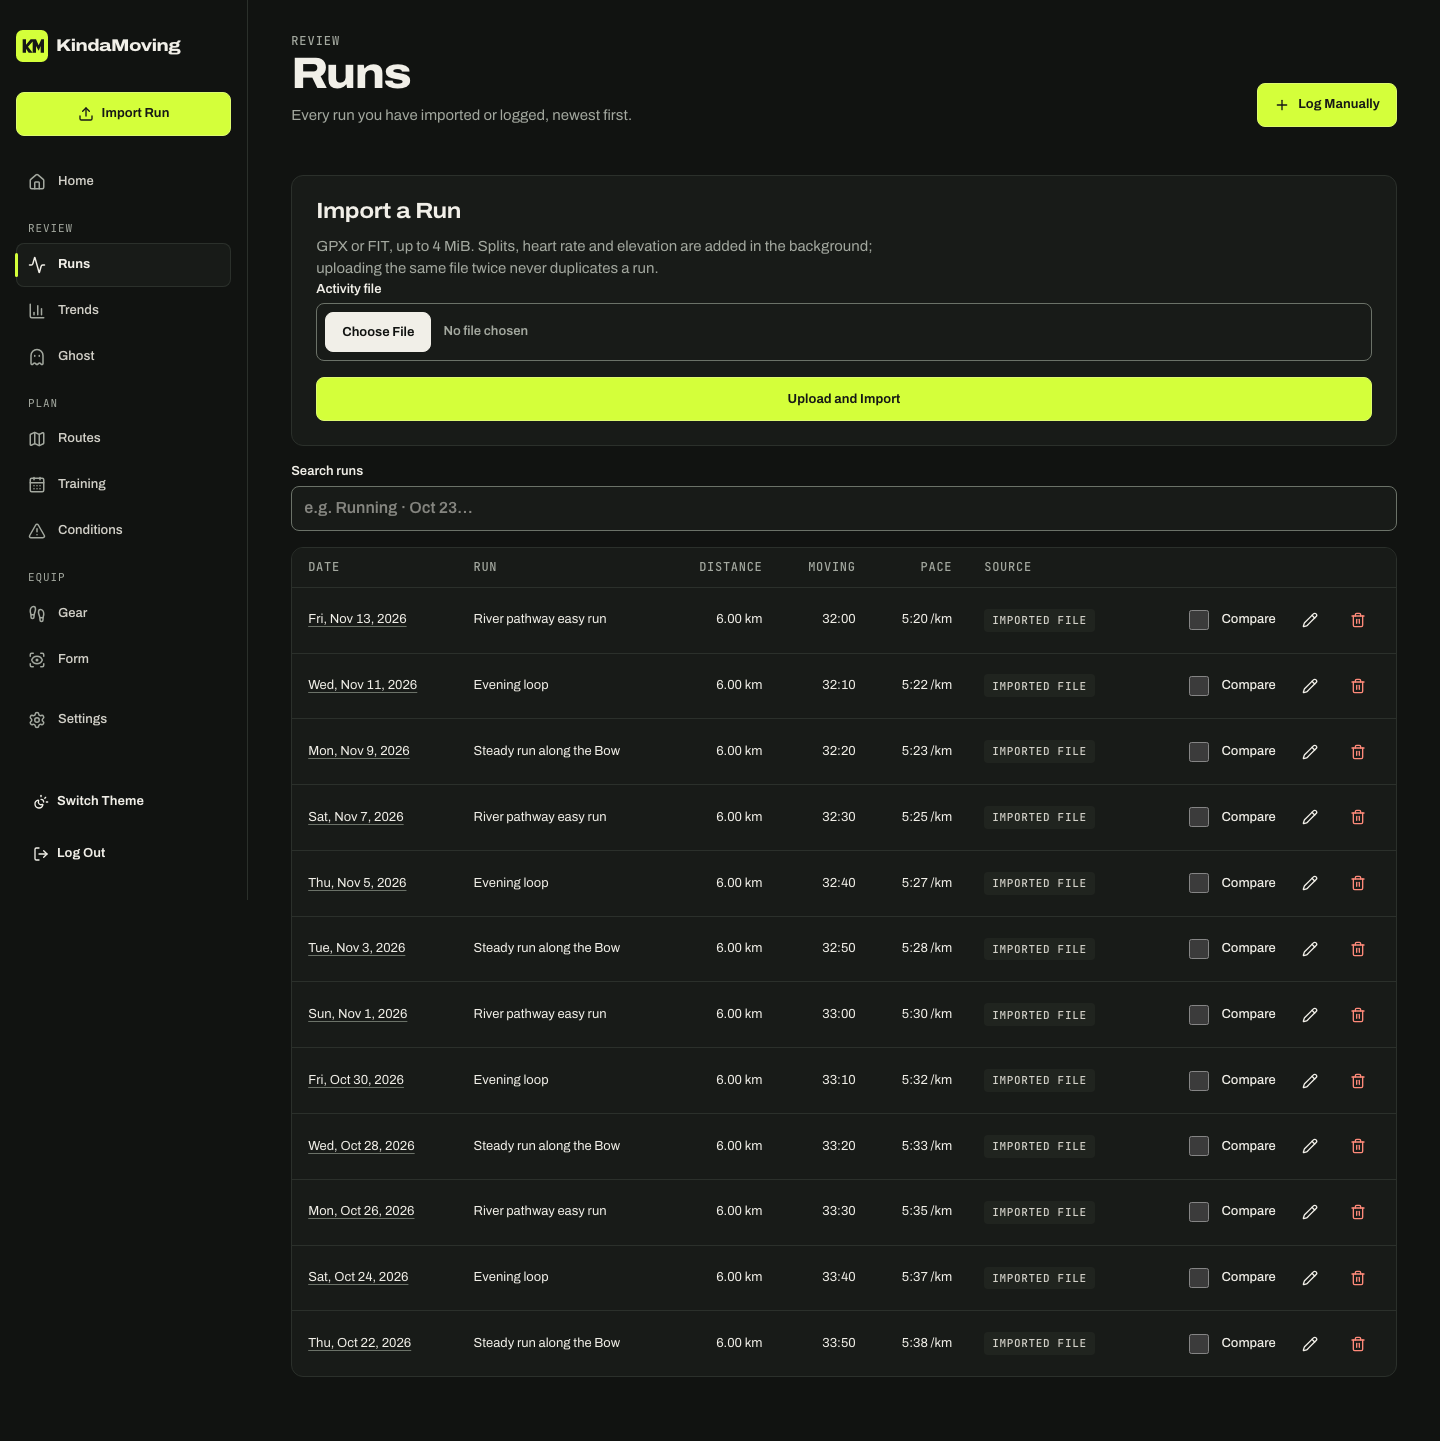 KM KindaMoving
Import Run
Home
REVIEW
Runs
Trends
Ghost
PLAN
Routes
Training
Conditions
EQUIP
Gear
Form
Settings
Switch Theme
Log Out
REVIEW
Runs
Every run you have imported or logged, newest first.
Log Manually
Import a Run
GPX or FIT, up to 4 MiB. Splits, heart rate and elevation are added in the background;
uploading the same file twice never duplicates a run.
Activity file
Choose File No file chosen
Upload and Import
Search runs
e.g. Running · Oct 23…
DATE RUN DISTANCE MOVING PACE SOURCE
Fri, Nov 13, 2026 River pathway easy run 6.00 km 32:00 5:20 /km IMPORTED FILE Compare
Wed, Nov 11, 2026 Evening loop 6.00 km 32:10 5:22 /km IMPORTED FILE Compare
Mon, Nov 9, 2026 Steady run along the Bow 6.00 km 32:20 5:23 /km IMPORTED FILE Compare
Sat, Nov 7, 2026 River pathway easy run 6.00 km 32:30 5:25 /km IMPORTED FILE Compare
Thu, Nov 5, 2026 Evening loop 6.00 km 32:40 5:27 /km IMPORTED FILE Compare
Tue, Nov 3, 2026 Steady run along the Bow 6.00 km 32:50 5:28 /km IMPORTED FILE Compare
Sun, Nov 1, 2026 River pathway easy run 6.00 km 33:00 5:30 /km IMPORTED FILE Compare
Fri, Oct 30, 2026 Evening loop 6.00 km 33:10 5:32 /km IMPORTED FILE Compare
Wed, Oct 28, 2026 Steady run along the Bow 6.00 km 33:20 5:33 /km IMPORTED FILE Compare
Mon, Oct 26, 2026 River pathway easy run 6.00 km 33:30 5:35 /km IMPORTED FILE Compare
Sat, Oct 24, 2026 Evening loop 6.00 km 33:40 5:37 /km IMPORTED FILE Compare
Thu, Oct 22, 2026 Steady run along the Bow 6.00 km 33:50 5:38 /km IMPORTED FILE Compare